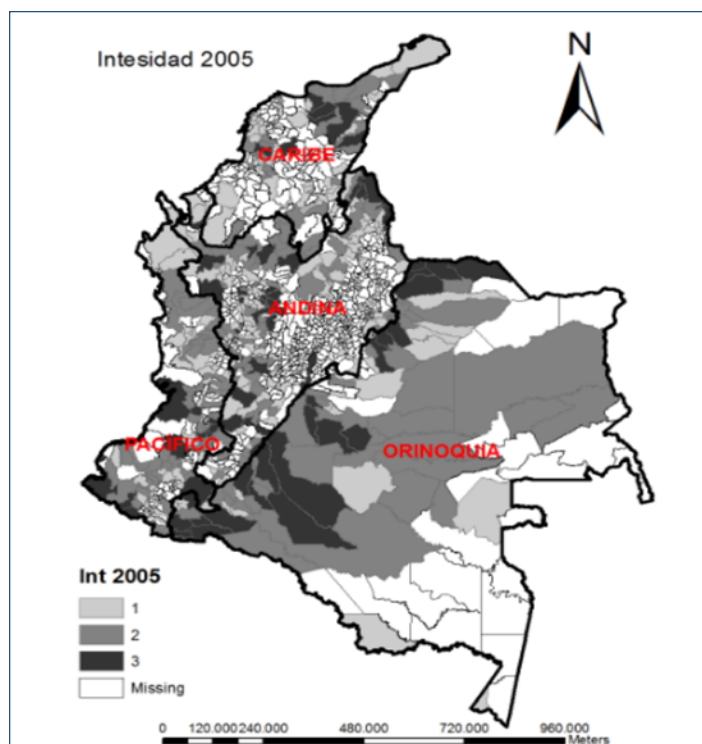 Intesidad 2005
N
CARIBE
ANDINA
PACÍFICO
ORINOQUIA
Int 2005
1
2
3
Missing
0 120.000 240.000 480.000 720.000 960.000
Meters